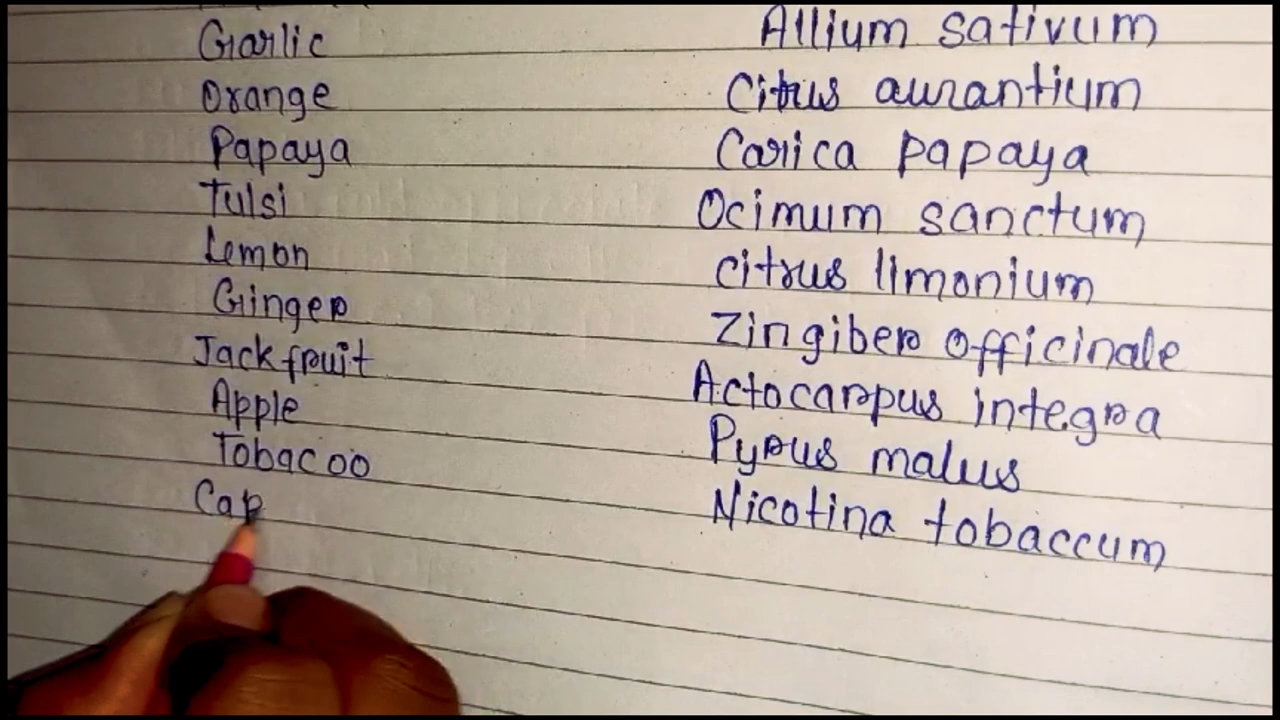 Garlic Allium sativum
Orange Citrus aurantium
Papaya Carica papaya
Tulsi Ocimum sanctum
Lemon citrus limonium
Ginger Zingiber officinale
Jackfruit Actocarpus integra
Apple Pyrus malus
Tobacoo Nicotina tobaccum
Car